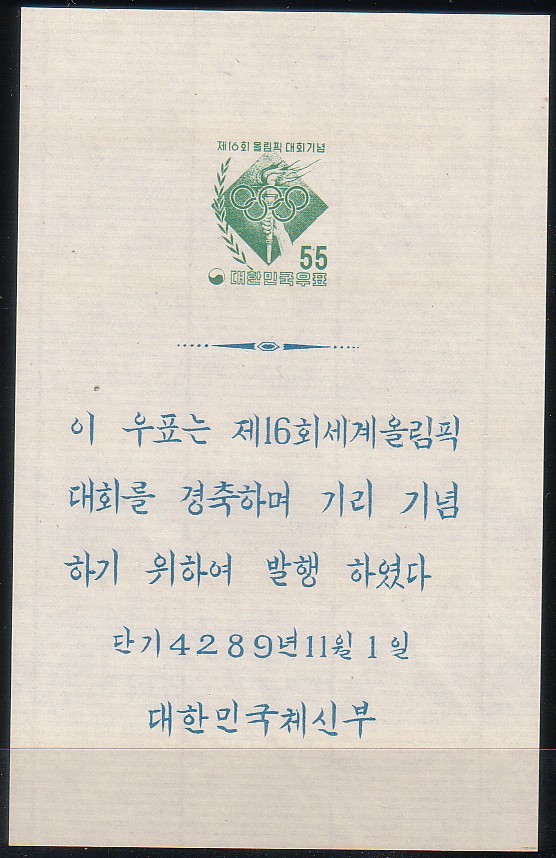 제16회 올림픽 대회기념
55
대한민국우표
이 우표는 제16회세계올림픽
대회를 경축하며 기리 기념
하기 위하여 발행 하였다
단기4289년11월1일
대한민국체신부